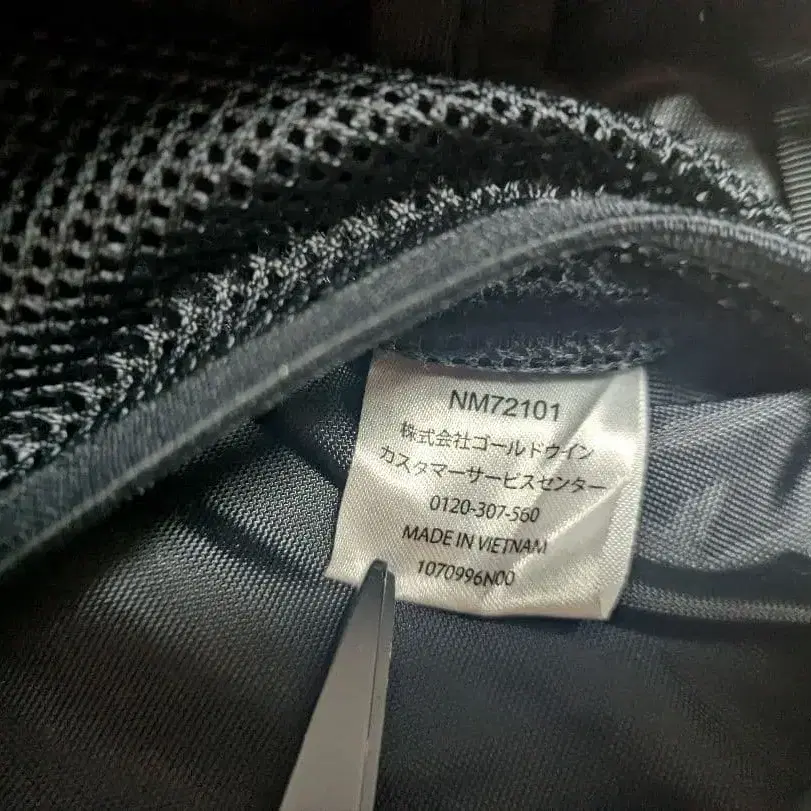 NM72101
株式会社ゴールドウイン
カスタマーサービスセンター
0120-307-560
MADE IN VIETNAM
1070996N00